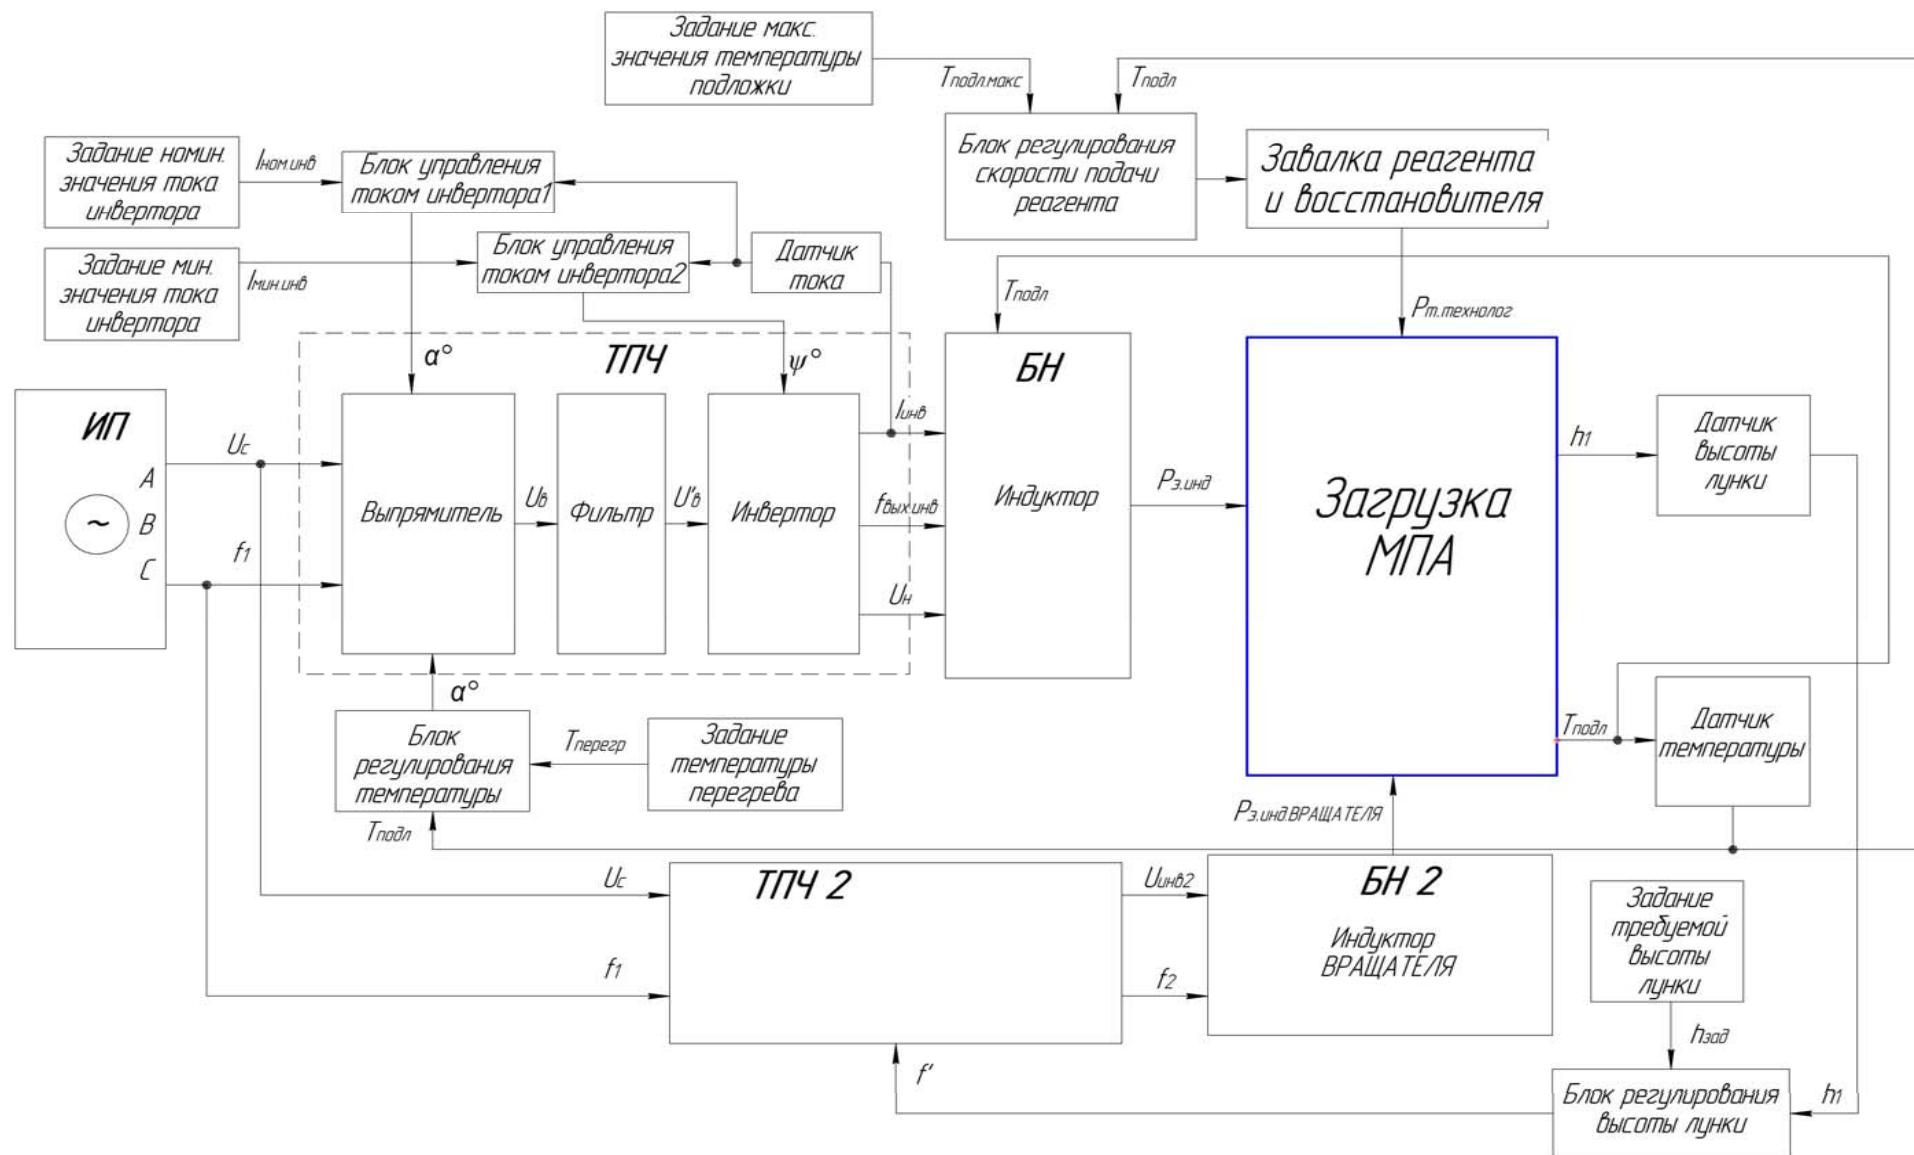 Задание макс.
значения температуры
подложки
Tподл.макс
Tподл
Блок регулирования
скорости подачи
реагента
Завалка реагента
и восстановителя
Задание номин.
значения тока
инвертора
Iном.инв
Блок управления
током инвертора1
Задание мин.
значения тока
инвертора
Iмин.инв
Блок управления
током инвертора2
Датчик
тока
Tподл
Pт.технолог
α°
ТПЧ
ψ°
БН
Индуктор
ИП
A
B
C
~
Uс
f1
Выпрямитель
Uв
Фильтр
U'в
Инвертор
Iинв
fвых.инв
Uн
Pэ.инд
Загрузка
МПА
h1
Датчик
высоты
лунки
α°
Блок
регулирования
температуры
Tперегр
Задание
температуры
перегрева
Tподл
Tподл
Датчик
температуры
Pэ.инд.ВРАЩАТЕЛЯ
Uс
f1
ТПЧ 2
Uинв2
f2
БН 2
Индуктор
ВРАЩАТЕЛЯ
Задание
требуемой
высоты
лунки
hзад
f'
Блок регулирования
высоты лунки
h1